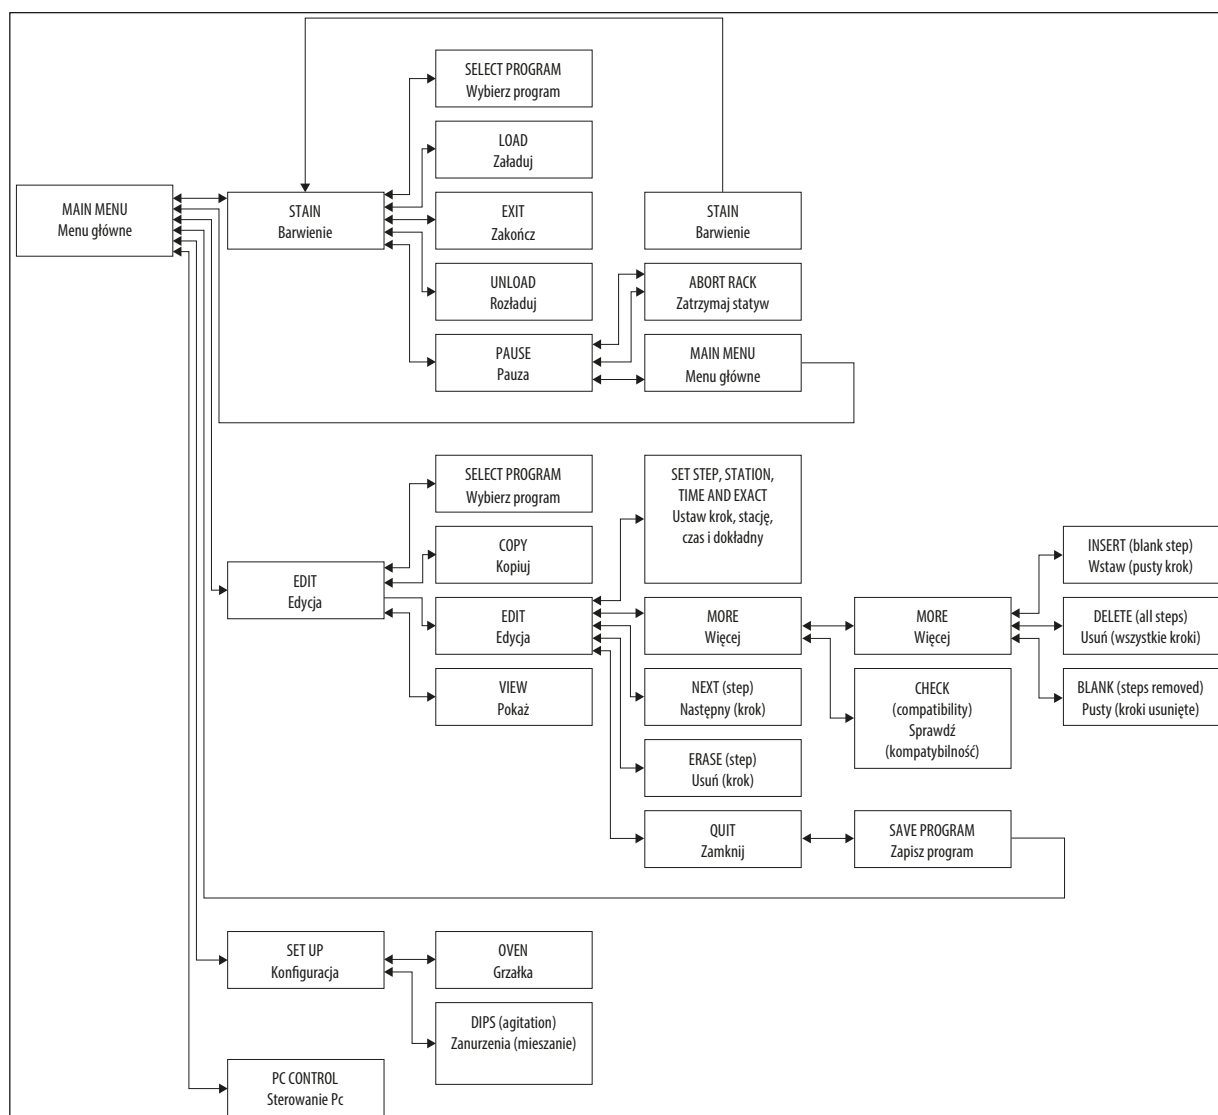 SELECT PROGRAM
Wybierz program
LOAD
Załaduj
MAIN MENU
Menu główne
STAIN
Barwienie
EXIT
Zakończ
STAIN
Barwienie
UNLOAD
Rozładuj
ABORT RACK
Zatrzymaj statyw
PAUSE
Pauza
MAIN MENU
Menu główne
SELECT PROGRAM
Wybierz program
SET STEP, STATION,
TIME AND EXACT
Ustaw krok, stację,
czas i dokładny
COPY
Kopiuj
INSERT (blank step)
Wstaw (pusty krok)
EDIT
Edycja
EDIT
Edycja
MORE
Więcej
MORE
Więcej
DELETE (all steps)
Usuń (wszystkie kroki)
VIEW
Pokaż
NEXT (step)
Następny (krok)
CHECK
(compatibility)
Sprawdź
(kompatybilność)
BLANK (steps removed)
Pusty (kroki usunięte)
ERASE (step)
Usuń (krok)
QUIT
Zamknij
SAVE PROGRAM
Zapisz program
SET UP
Konfiguracja
OVEN
Grzałka
DIPS (agitation)
Zanurzenia (mieszanie)
PC CONTROL
Sterowanie Pc